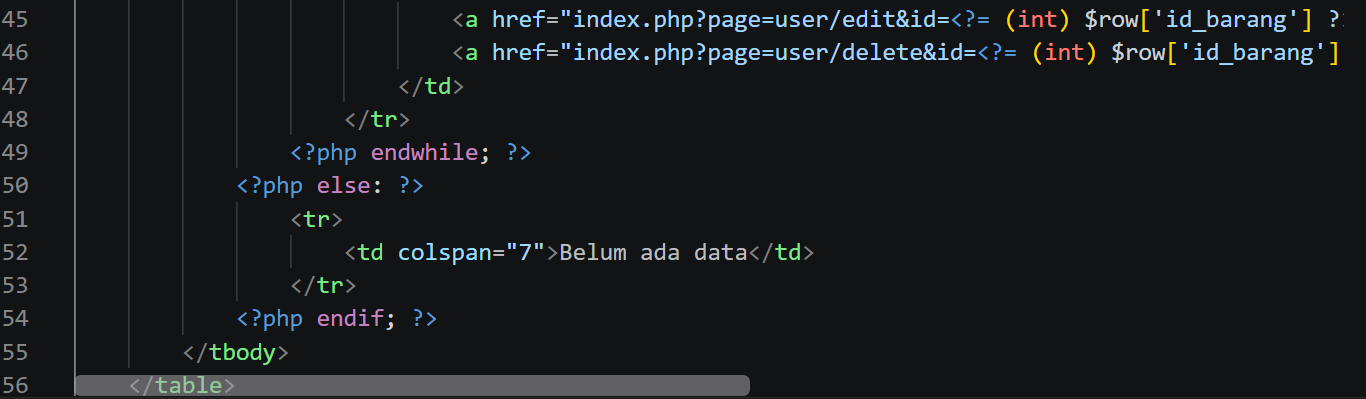 45 <a href="index.php?page=user/edit&id=<?= (int) $row['id_barang'] ?
46 <a href="index.php?page=user/delete&id=<?= (int) $row['id_barang']
47 </td>
48 </tr>
49 <?php endwhile; ?>
50 <?php else: ?>
51 <tr>
52 <td colspan="7">Belum ada data</td>
53 </tr>
54 <?php endif; ?>
55 </tbody>
56 </table>